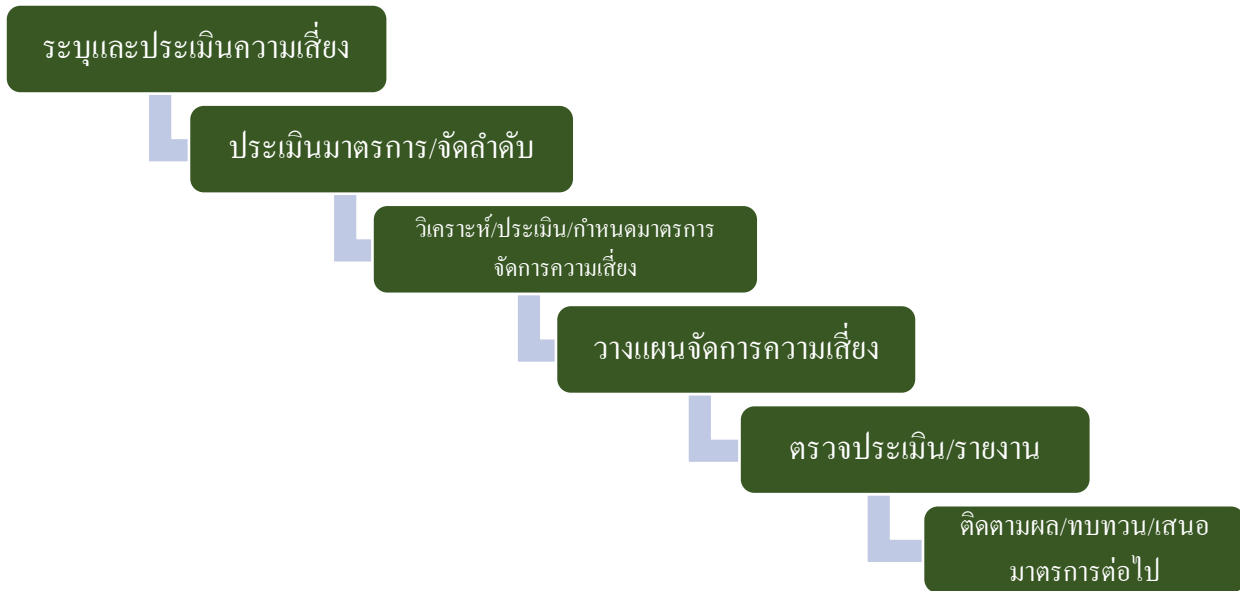 ระบุและประเมินความเสี่ยง
ประเมินมาตรการ/จัดลำดับ
วิเคราะห์/ประเมิน/กำหนดมาตรการ
จัดการความเสี่ยง
วางแผนจัดการความเสี่ยง
ตรวจประเมิน/รายงาน
ติดตามผล/ทบทวน/เสนอ
มาตรการต่อไป